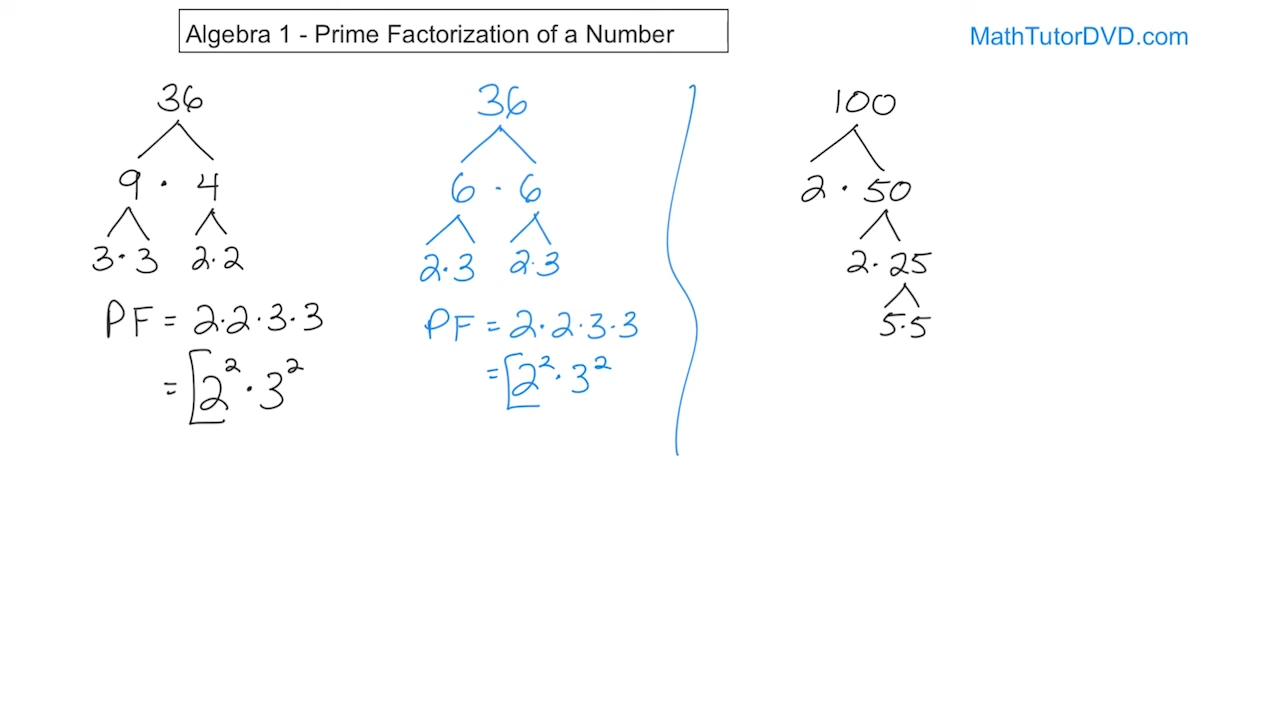 Algebra 1 - Prime Factorization of a Number
MathTutorDVD.com
36
9 · 4
3 · 3 2 · 2
PF = 2 · 2 · 3 · 3
= [2² · 3²
36
6 · 6
2 · 3 2 · 3
PF = 2 · 2 · 3 · 3
= [2² · 3²
100
2 · 50
2 · 25
5 · 5